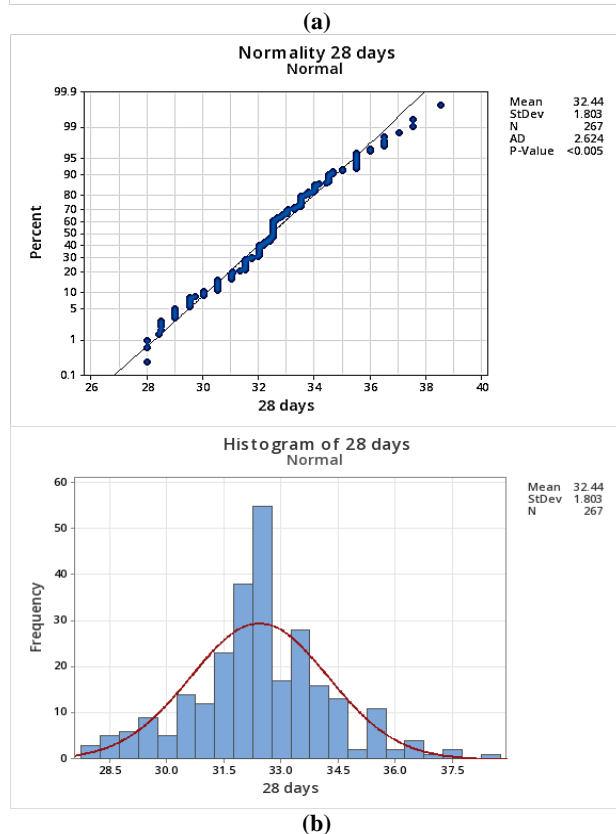 (a)
Normality 28 days
Normal
99.9
99
95
90
80
70
60
50
40
30
20
10
5
1
0.1
Percent
26 28 30 32 34 36 38 40
28 days
Mean 32.44
StDev 1.803
N 267
AD 2.624
P-Value <0.005
Histogram of 28 days
Normal
60
50
40
30
20
10
0
Frequency
28.5 30.0 31.5 33.0 34.5 36.0 37.5
28 days
Mean 32.44
StDev 1.803
N 267
(b)